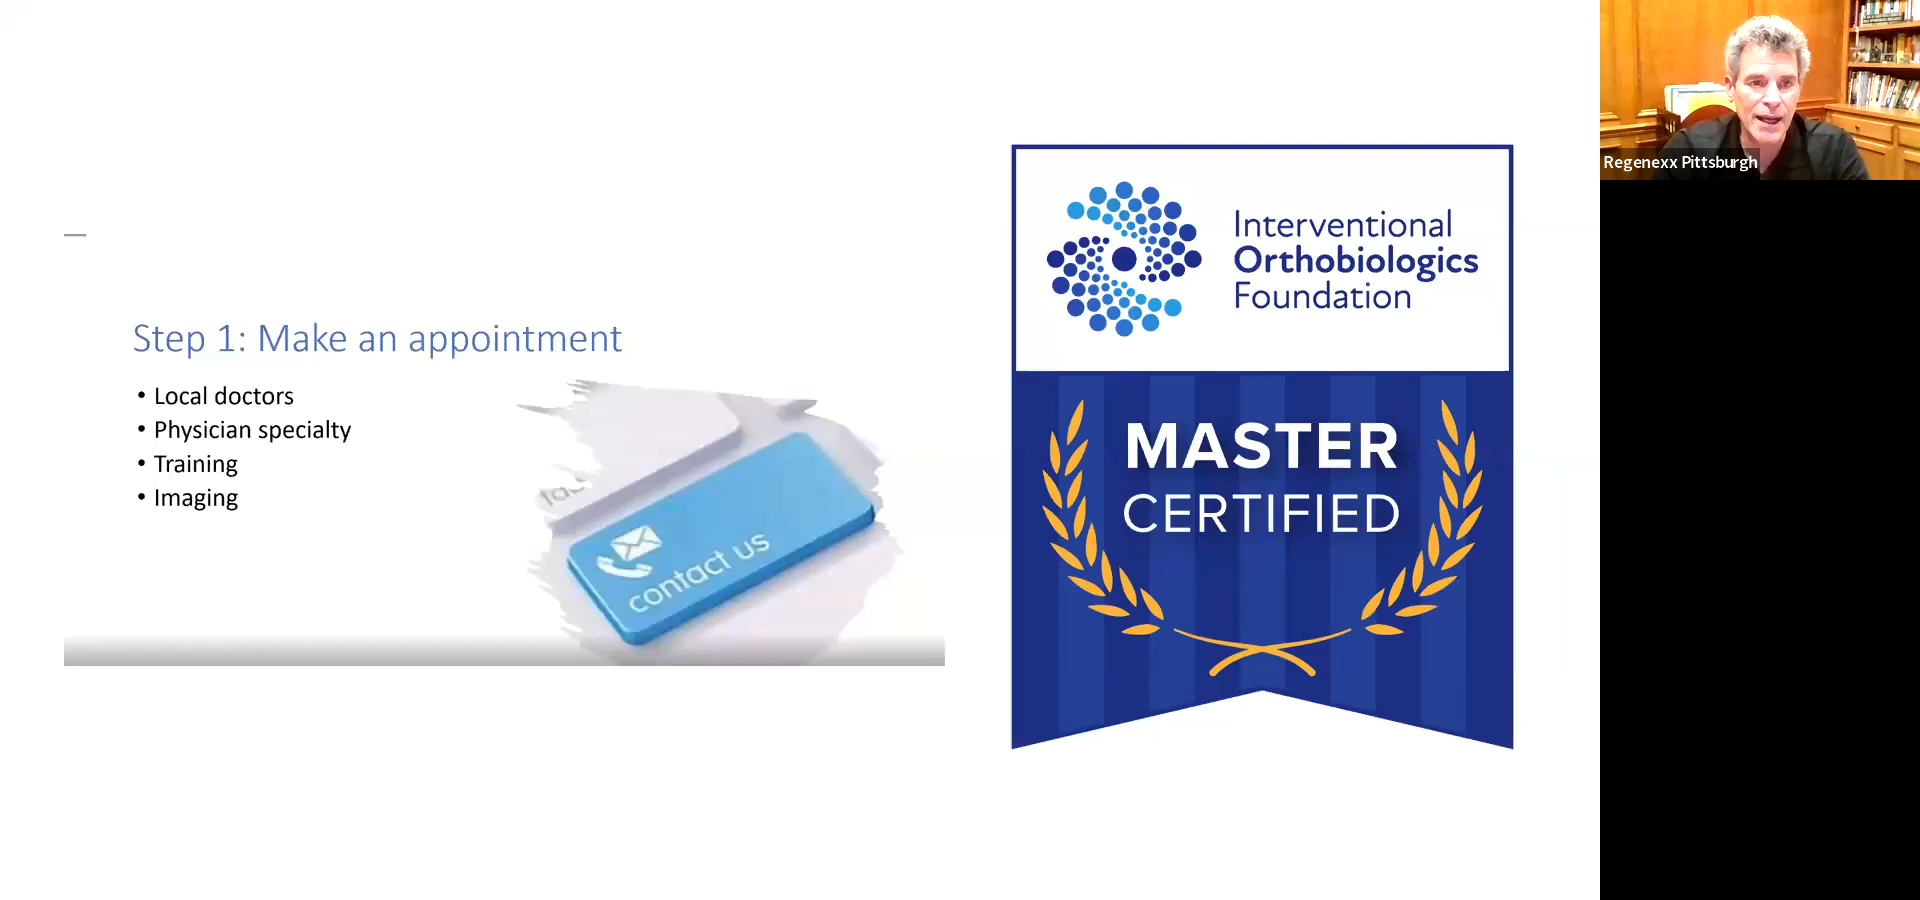 Step 1: Make an appointment
• Local doctors
• Physician specialty
• Training
• Imaging
contact us
Interventional
Orthobiologics
Foundation
MASTER
CERTIFIED
Regenexx Pittsburgh